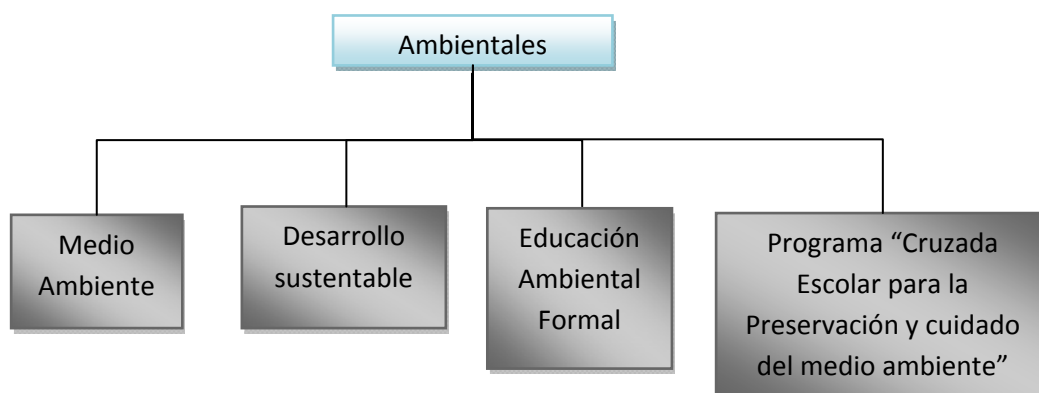 Ambientales
Medio
Ambiente
Desarrollo
sustentable
Educación
Ambiental
Formal
Programa “Cruzada
Escolar para la
Preservación y cuidado
del medio ambiente”